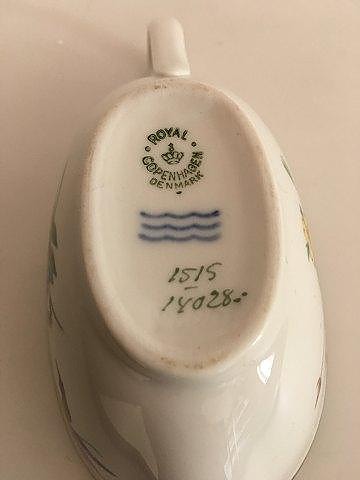 ROYAL
COPENHAGEN
DENMARK
1515
14028.